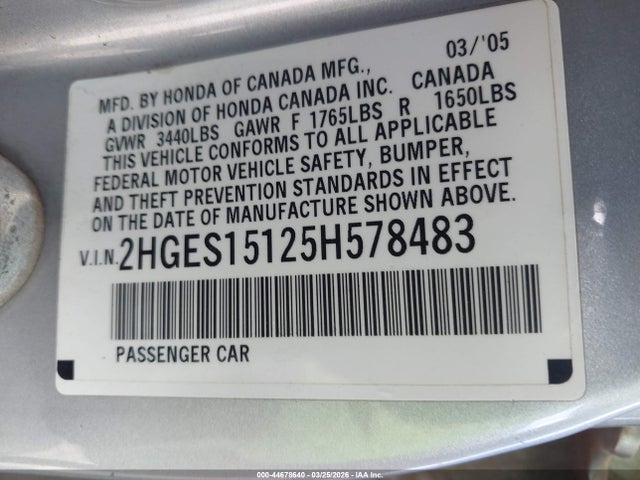 03/'05
MFD. BY HONDA OF CANADA MFG.,
A DIVISION OF HONDA CANADA INC. CANADA
GVWR 3440LBS GAWR F 1765LBS R 1650LBS
THIS VEHICLE CONFORMS TO ALL APPLICABLE
FEDERAL MOTOR VEHICLE SAFETY, BUMPER,
AND THEFT PREVENTION STANDARDS IN EFFECT
ON THE DATE OF MANUFACTURE SHOWN ABOVE.
V.I.N. 2HGES15125H578483
PASSENGER CAR
000-44678640 - 03/25/2026 - IAA Inc.